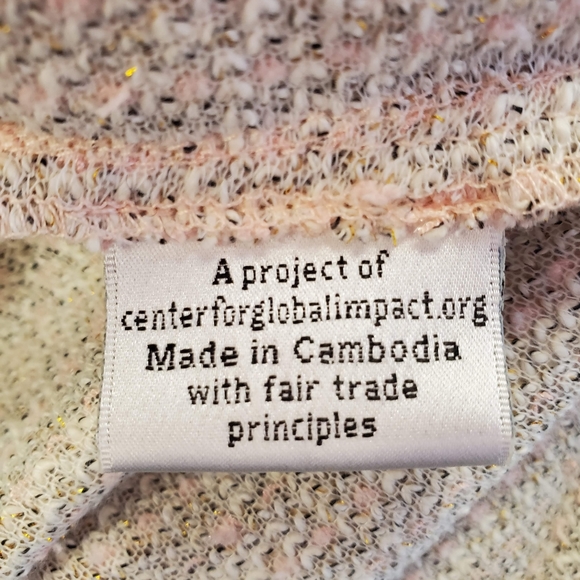 A project of
centerforglobalimpact.org
Made in Cambodia
with fair trade
principles